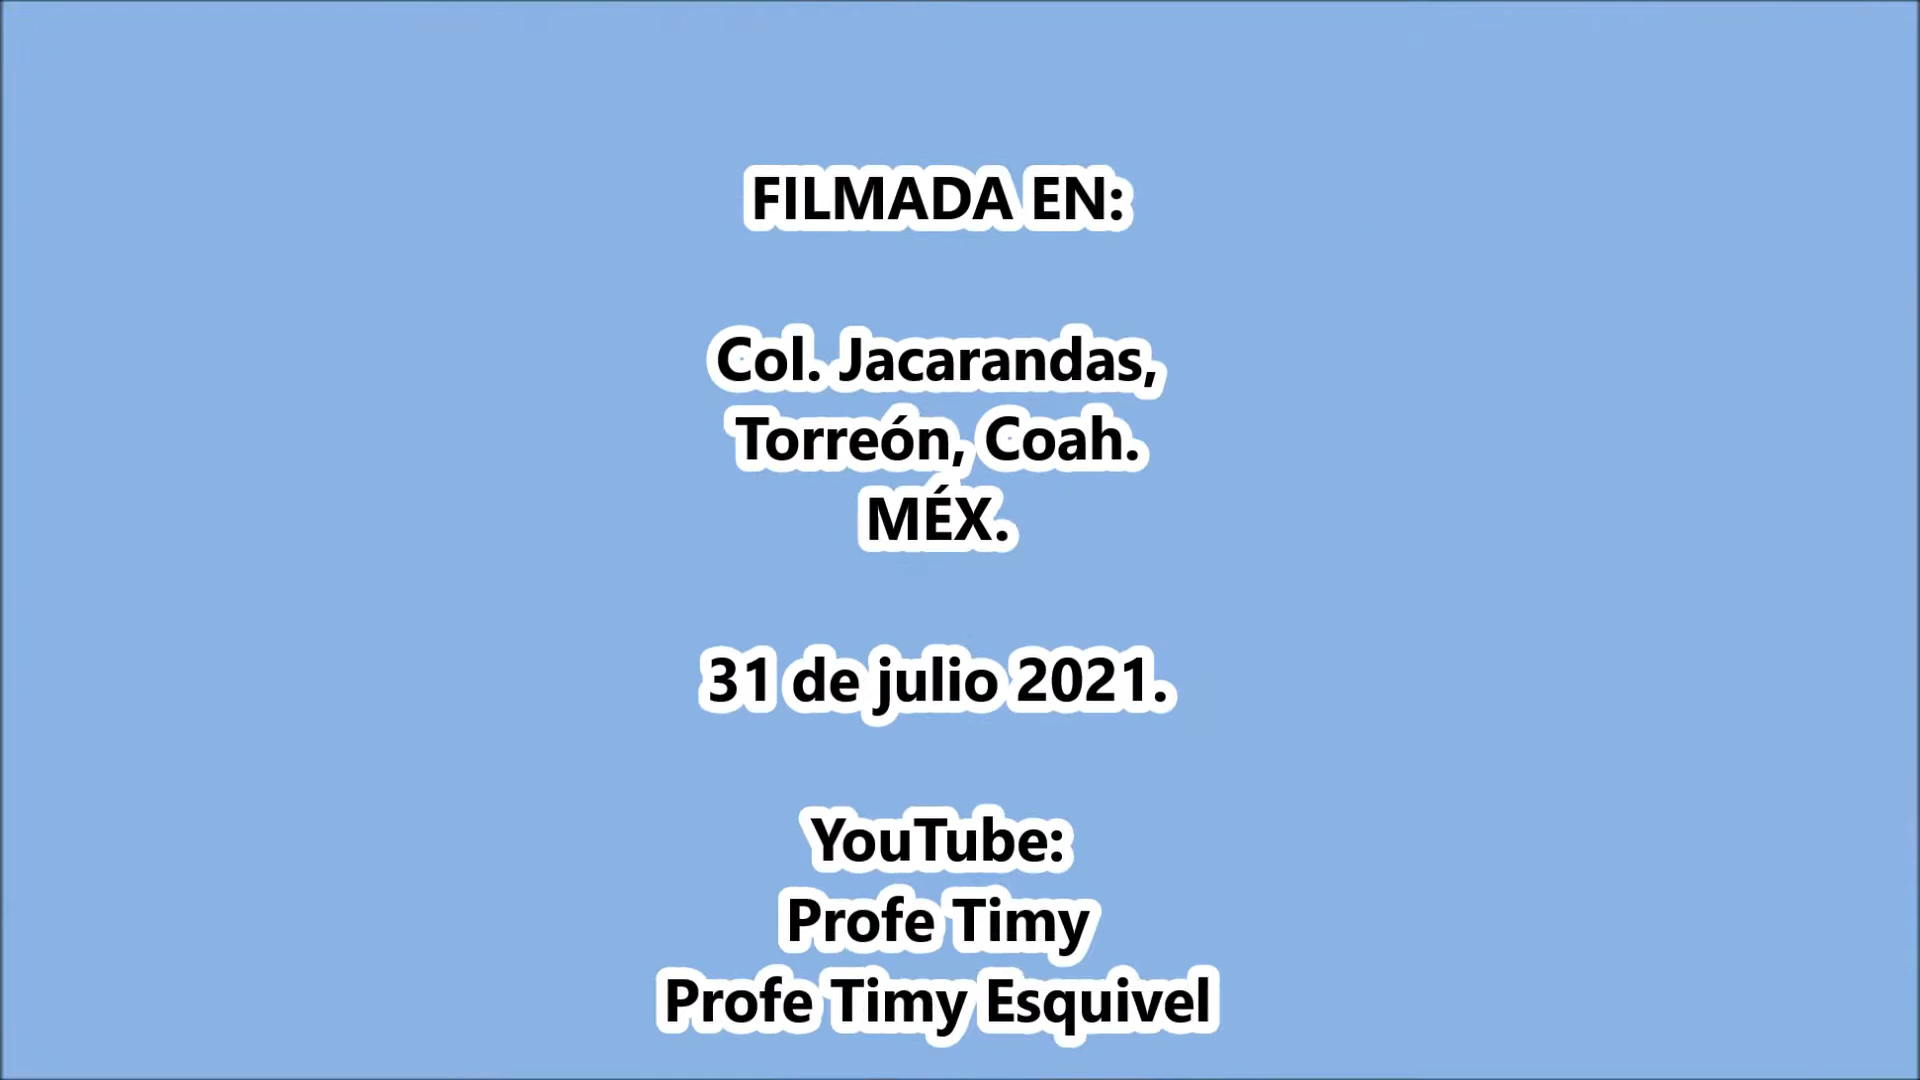 FILMADA EN:
Col. Jacarandas,
Torreón, Coah.
MÉX.
31 de julio 2021.
YouTube:
Profe Timy
Profe Timy Esquivel